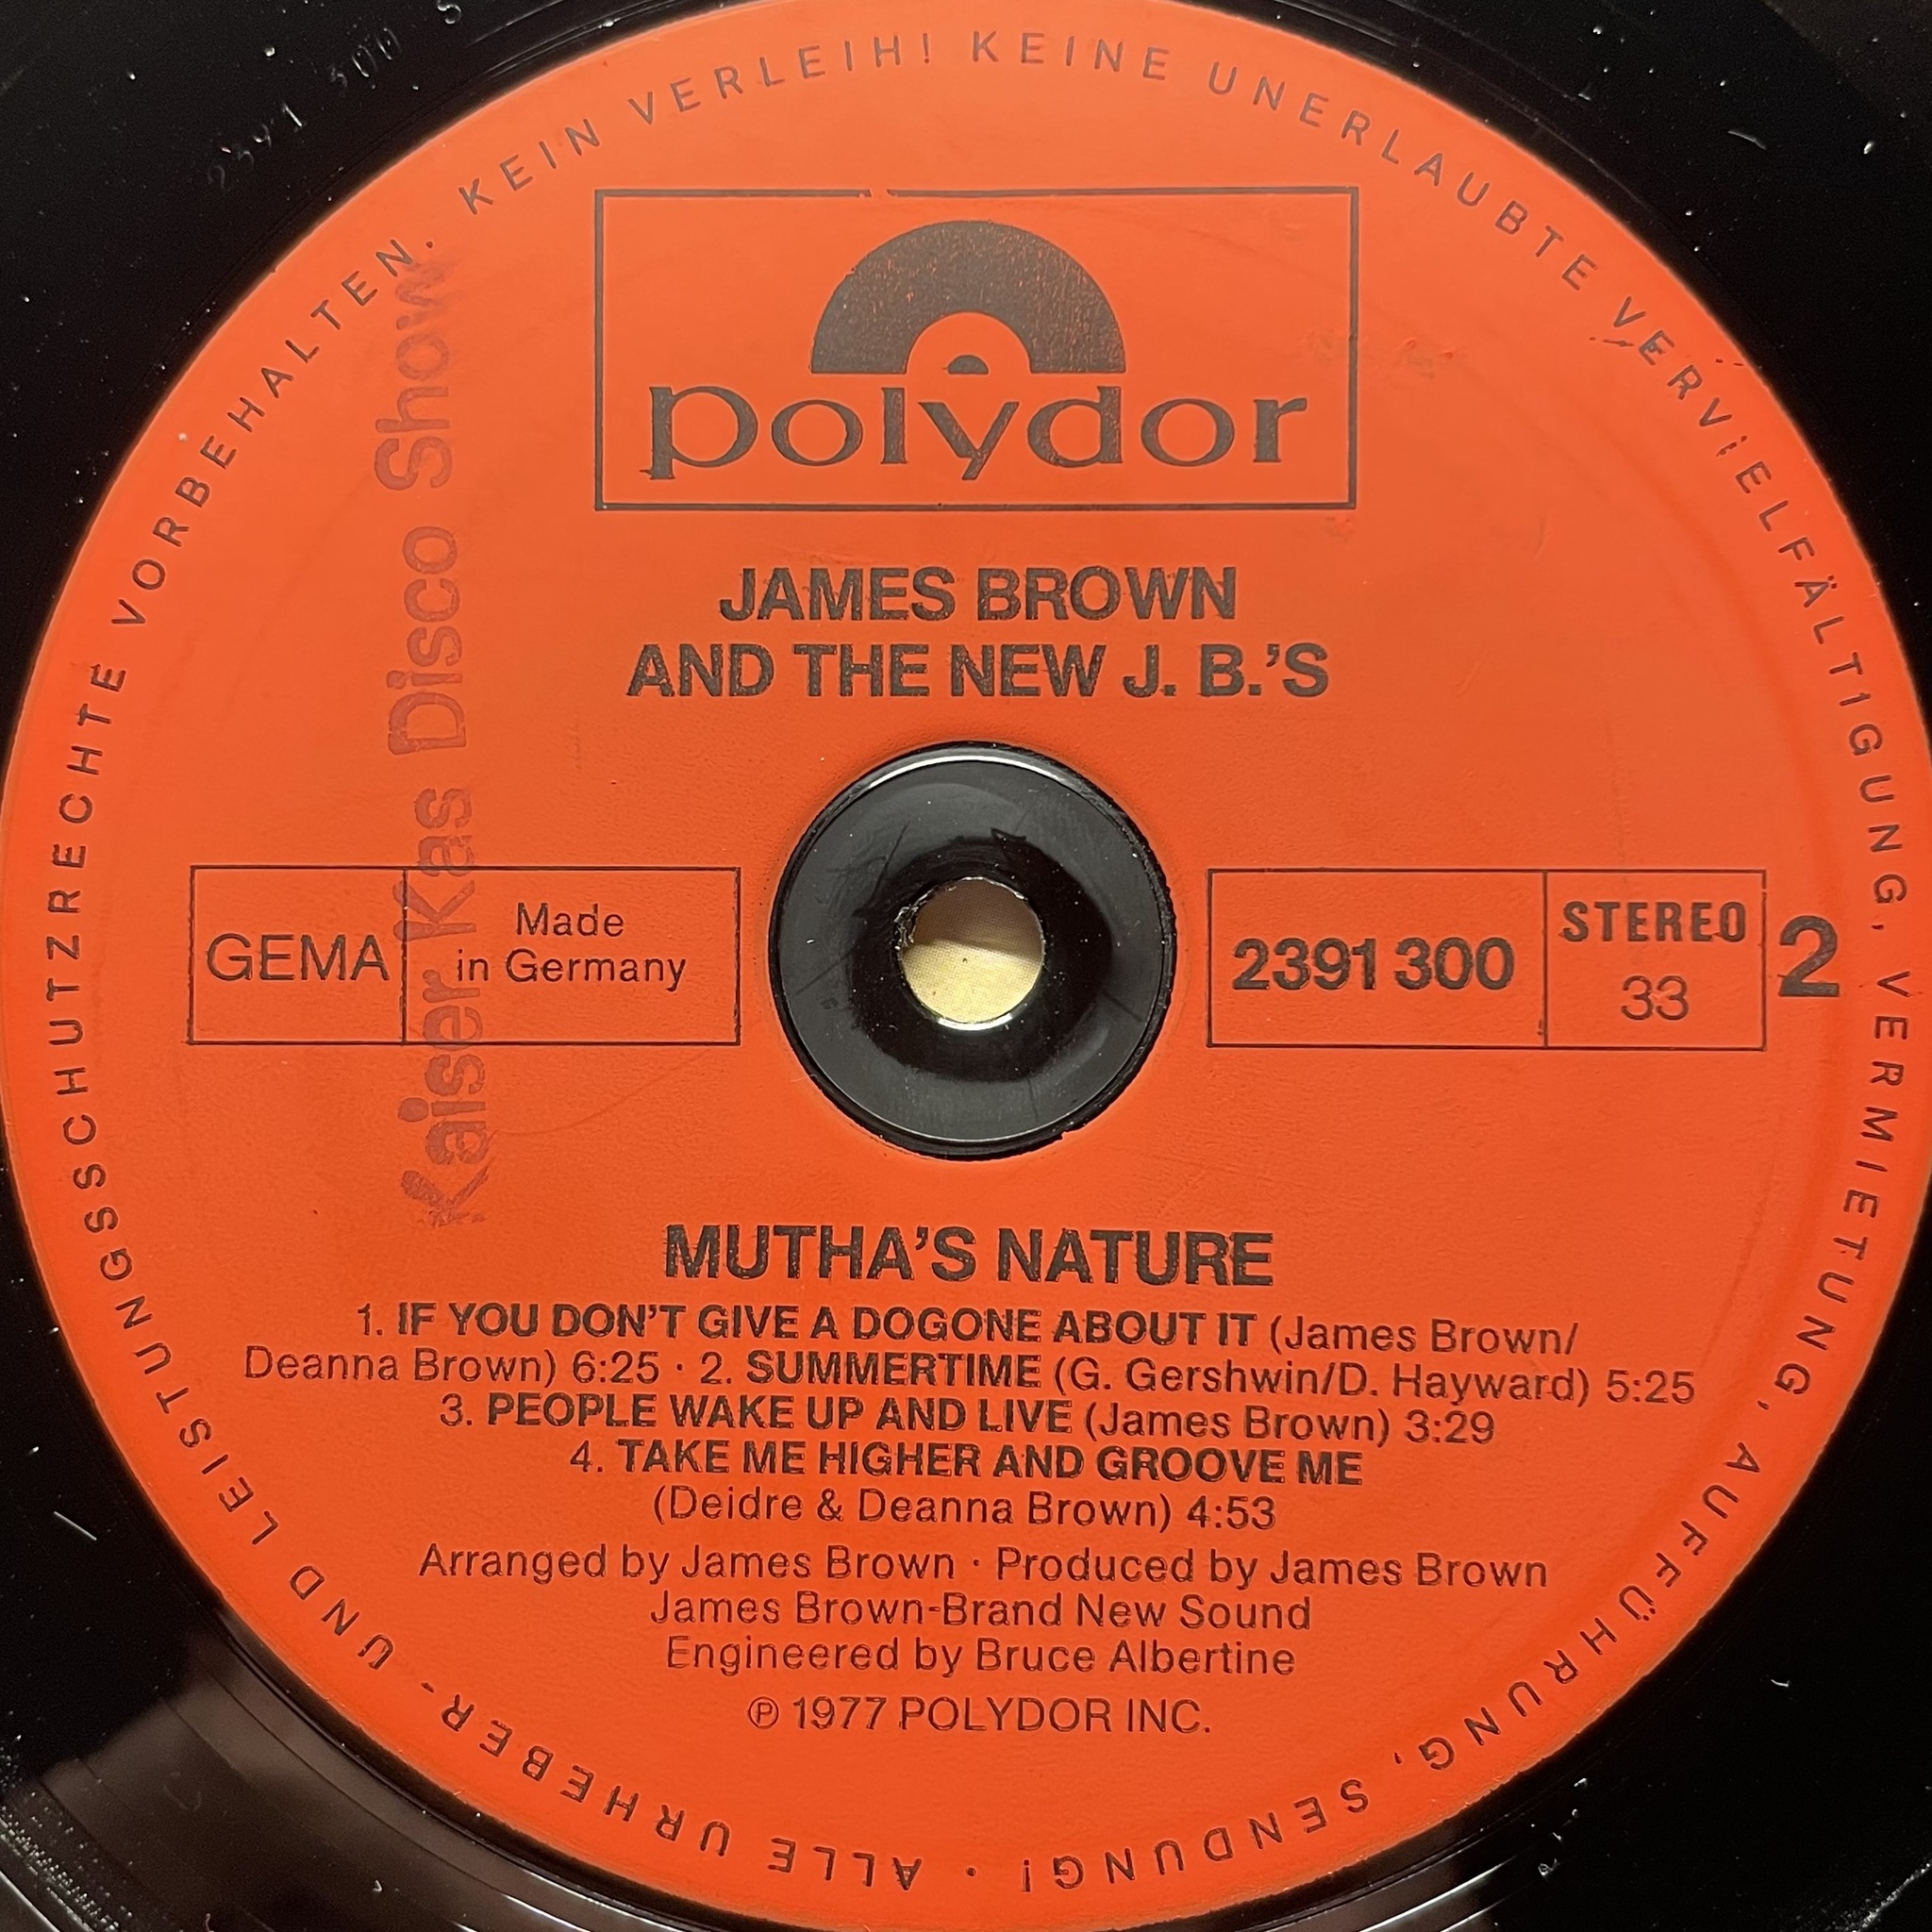 2391 300
ALLE URHEBER- UND LEISTUNGSSCHUTZRECHTE VORBEHALTEN. KEIN VERLEIH! KEINE UNERLAUBTE VERVIELFÄLTIGUNG, VERMIETUNG, AUFFÜHRUNG, SENDUNG! ·
polydor
JAMES BROWN
AND THE NEW J. B.'S
Kaiser Kas Disco Show
GEMA
Made
in Germany
2391 300
STEREO
33
2
MUTHA'S NATURE
1. IF YOU DON'T GIVE A DOGONE ABOUT IT (James Brown/
Deanna Brown) 6:25 · 2. SUMMERTIME (G. Gershwin/D. Hayward) 5:25
3. PEOPLE WAKE UP AND LIVE (James Brown) 3:29
4. TAKE ME HIGHER AND GROOVE ME
(Deidre & Deanna Brown) 4:53
Arranged by James Brown · Produced by James Brown
James Brown-Brand New Sound
Engineered by Bruce Albertine
℗ 1977 POLYDOR INC.